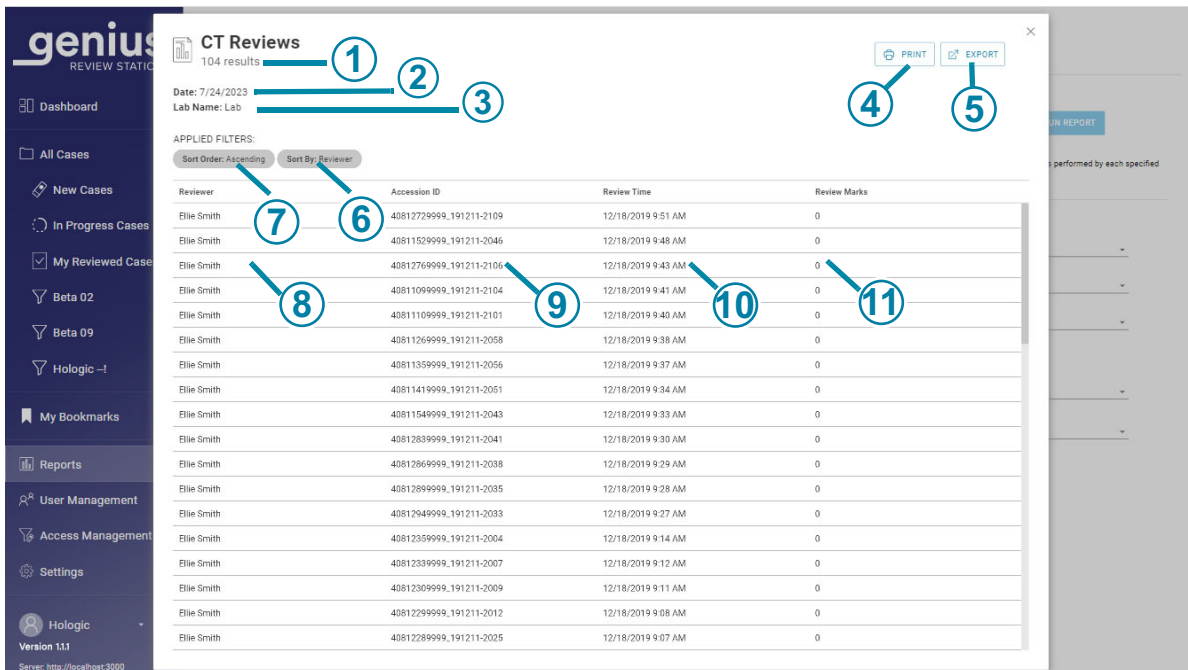 genius
REVIEW STATIO
Dashboard
All Cases
New Cases
In Progress Cases
My Reviewed Case
Beta 02
Beta 09
Hologic --!
My Bookmarks
Reports
User Management
Access Management
Settings
Hologic
Version 1.1.1
Server: http://localhost:3000
CT Reviews
104 results
1
Date: 7/24/2023
2
Lab Name: Lab
3
PRINT
EXPORT
4
5
APPLIED FILTERS:
Sort Order: Ascending Sort By: Reviewer
7
6
Reviewer Accession ID Review Time Review Marks
Ellie Smith 40812729999_191211-2109 12/18/2019 9:51 AM 0
Ellie Smith 40811529999_191211-2046 12/18/2019 9:48 AM 0
Ellie Smith 40812769999_191211-2106 12/18/2019 9:43 AM 0
Ellie Smith 40811099999_191211-2104 12/18/2019 9:41 AM 0
8
9
10
11
Ellie Smith 40811109999_191211-2101 12/18/2019 9:40 AM 0
Ellie Smith 40811269999_191211-2058 12/18/2019 9:38 AM 0
Ellie Smith 40811359999_191211-2056 12/18/2019 9:37 AM 0
Ellie Smith 40811419999_191211-2051 12/18/2019 9:34 AM 0
Ellie Smith 40811549999_191211-2043 12/18/2019 9:33 AM 0
Ellie Smith 40812839999_191211-2041 12/18/2019 9:30 AM 0
Ellie Smith 40812869999_191211-2038 12/18/2019 9:29 AM 0
Ellie Smith 40812899999_191211-2035 12/18/2019 9:28 AM 0
Ellie Smith 40812949999_191211-2033 12/18/2019 9:27 AM 0
Ellie Smith 40812359999_191211-2004 12/18/2019 9:14 AM 0
Ellie Smith 40812339999_191211-2007 12/18/2019 9:12 AM 0
Ellie Smith 40812309999_191211-2009 12/18/2019 9:11 AM 0
Ellie Smith 40812299999_191211-2012 12/18/2019 9:08 AM 0
Ellie Smith 40812289999_191211-2025 12/18/2019 9:07 AM 0
UN REPORT
s performed by each specified